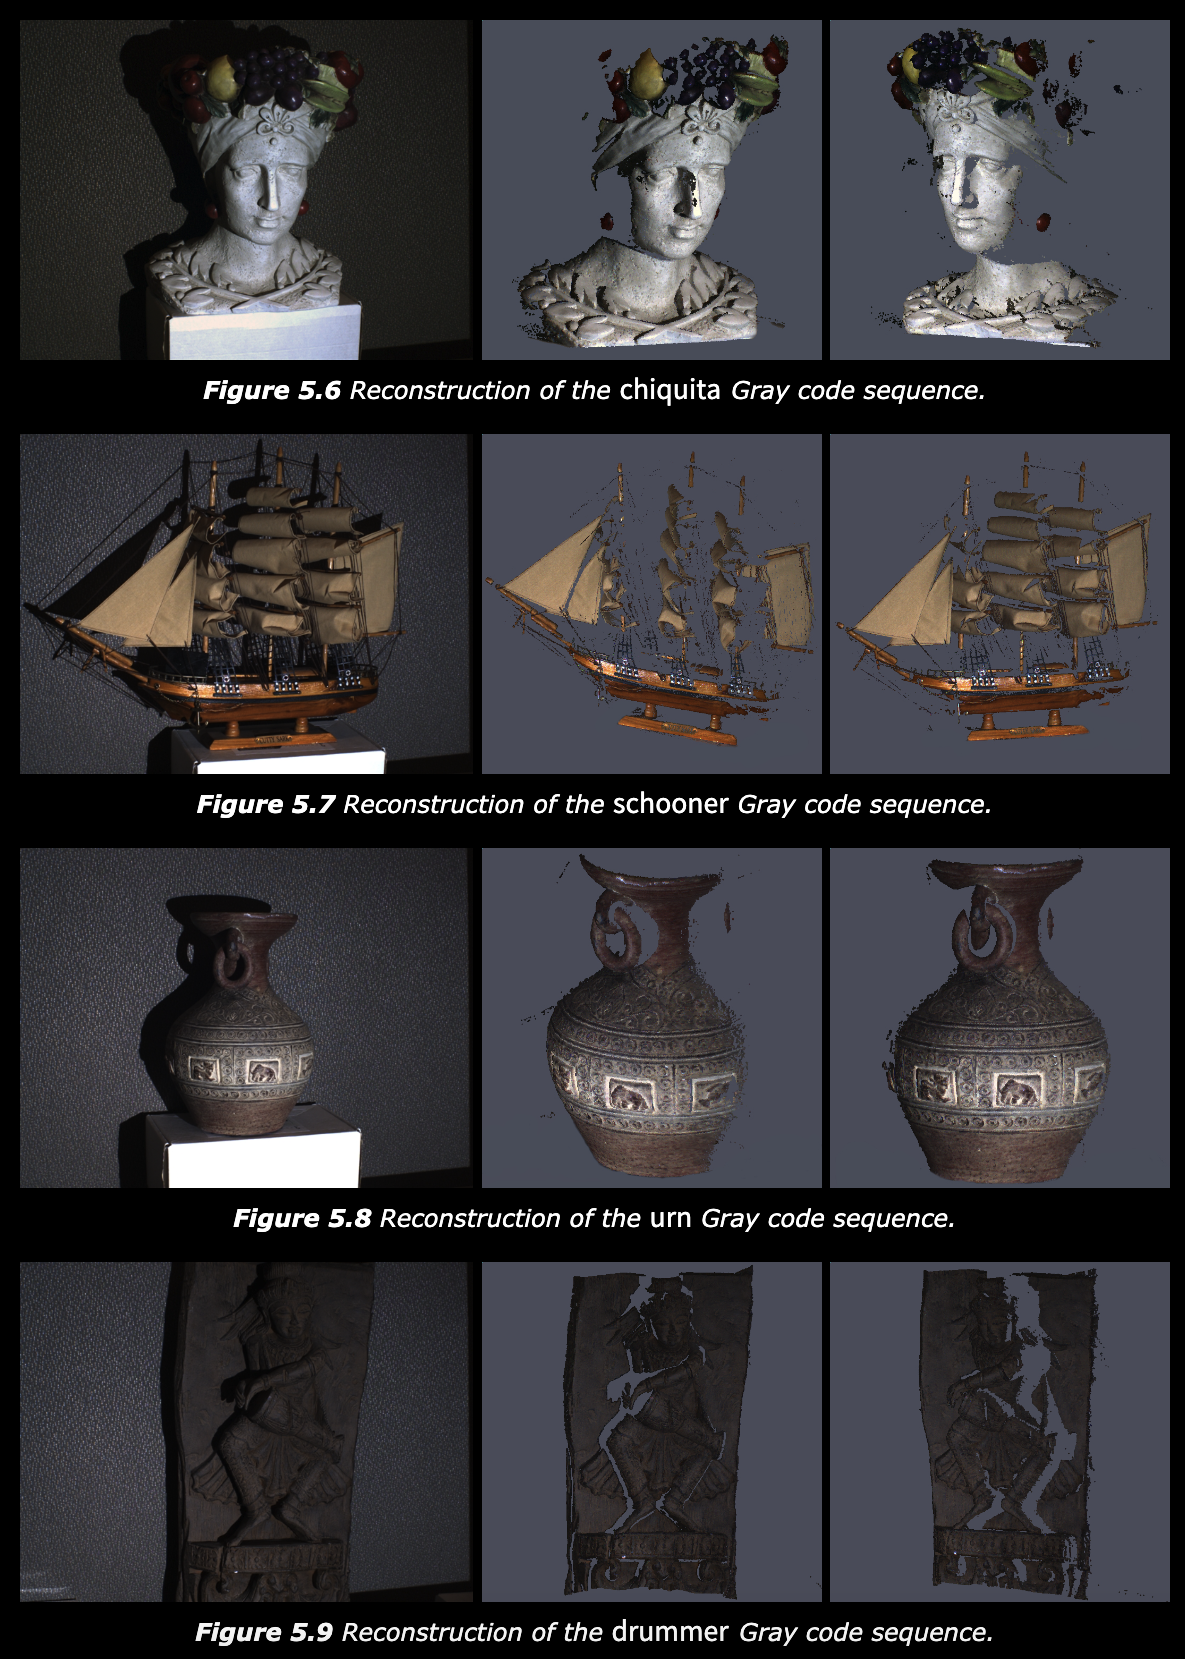 Figure 5.6 Reconstruction of the chiquita Gray code sequence.
Figure 5.7 Reconstruction of the schooner Gray code sequence.
Figure 5.8 Reconstruction of the urn Gray code sequence.
Figure 5.9 Reconstruction of the drummer Gray code sequence.